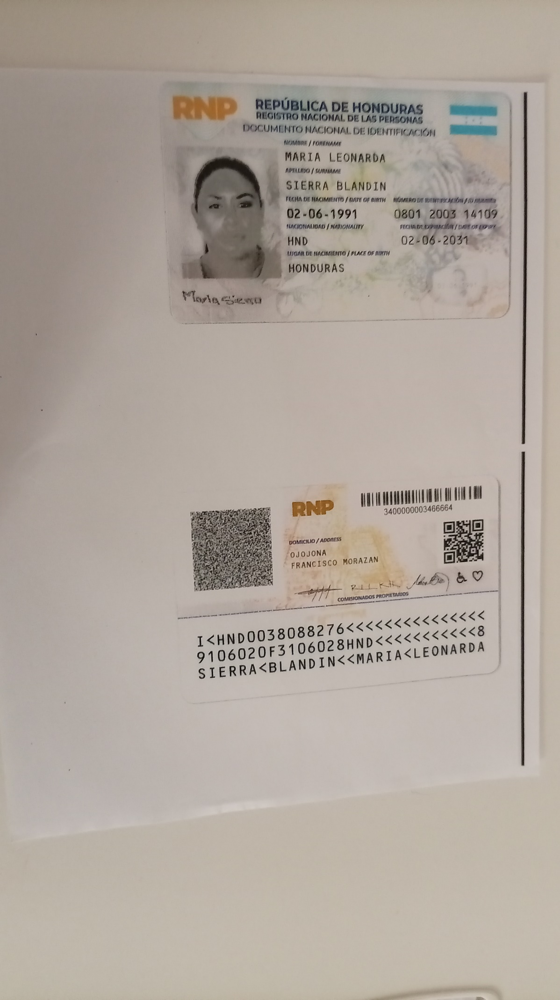 RNP
REPÚBLICA DE HONDURAS
REGISTRO NACIONAL DE LAS PERSONAS
DOCUMENTO NACIONAL DE IDENTIFICACIÓN
NOMBRE / FORENAME
MARIA LEONARDA
APELLIDO / SURNAME
SIERRA BLANDIN
FECHA DE NACIMIENTO / DATE OF BIRTH NÚMERO DE IDENTIFICACIÓN / ID NUMBER
02-06-1991 0801 2003 14109
NACIONALIDAD / NATIONALITY FECHA DE EXPIRACIÓN / DATE OF EXPIRY
HND 02-06-2031
LUGAR DE NACIMIENTO / PLACE OF BIRTH
HONDURAS
Maria Sierra
RNP
3400000003466664
DOMICILIO / ADDRESS
OJOJONA
FRANCISCO MORAZAN
COMISIONADOS PROPIETARIOS
I<HND0038088276<<<<<<<<<<<<<<<
9106020F3106028HND<<<<<<<<<<<8
SIERRA<BLANDIN<<MARIA<LEONARDA